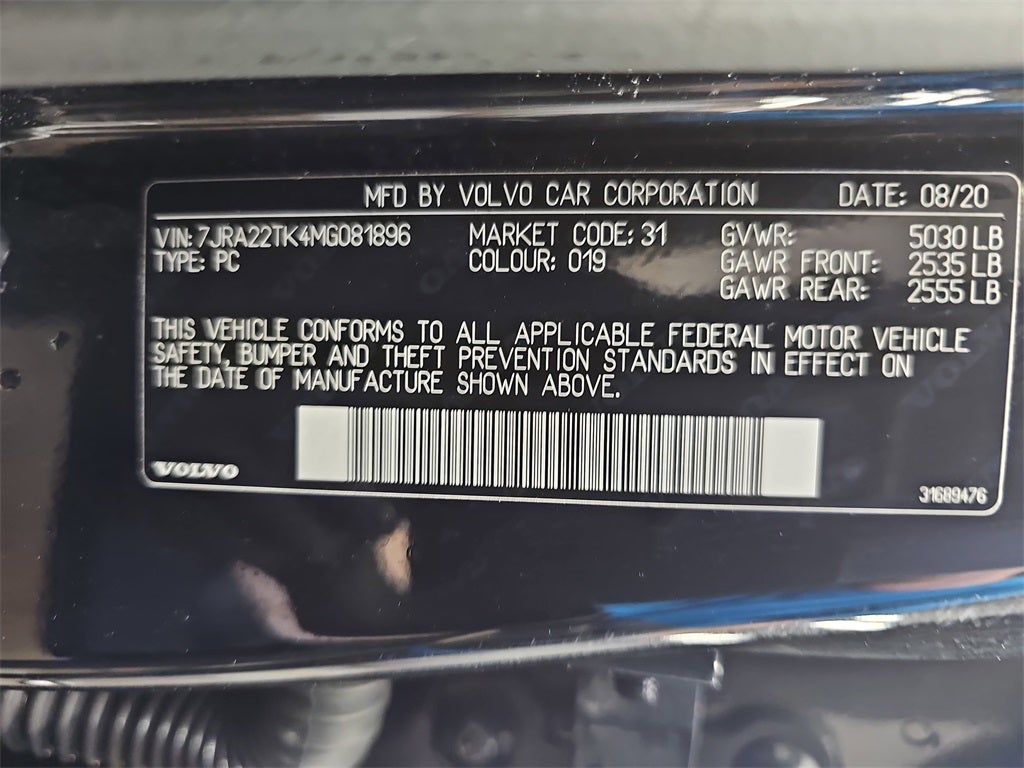 MFD BY VOLVO CAR CORPORATION DATE: 08/20
VIN: 7JRA22TK4MG081896 MARKET CODE: 31 GVWR: 5030 LB
TYPE: PC COLOUR: 019 GAWR FRONT: 2535 LB
GAWR REAR: 2555 LB
THIS VEHICLE CONFORMS TO ALL APPLICABLE FEDERAL MOTOR VEHICLE
SAFETY, BUMPER AND THEFT PREVENTION STANDARDS IN EFFECT ON
THE DATE OF MANUFACTURE SHOWN ABOVE.
VOLVO 31689476